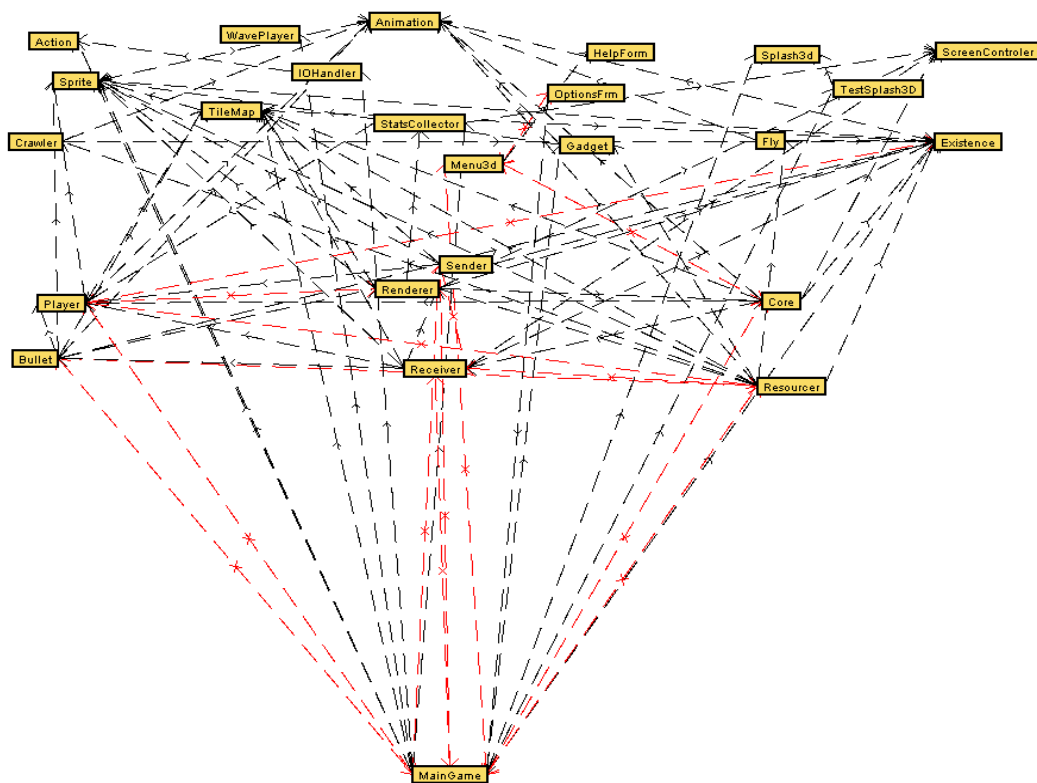 Animation
WavePlayer
Action
HelpForm
Splash3d
ScreenControler
IOHandler
Sprite
OptionsFrm
TestSplash3D
TileMap
StatsCollector
Crawler
Gadget
Fly
Existence
Menu3d
Sender
Renderer
Player
Core
Bullet
Receiver
Resourcer
MainGame